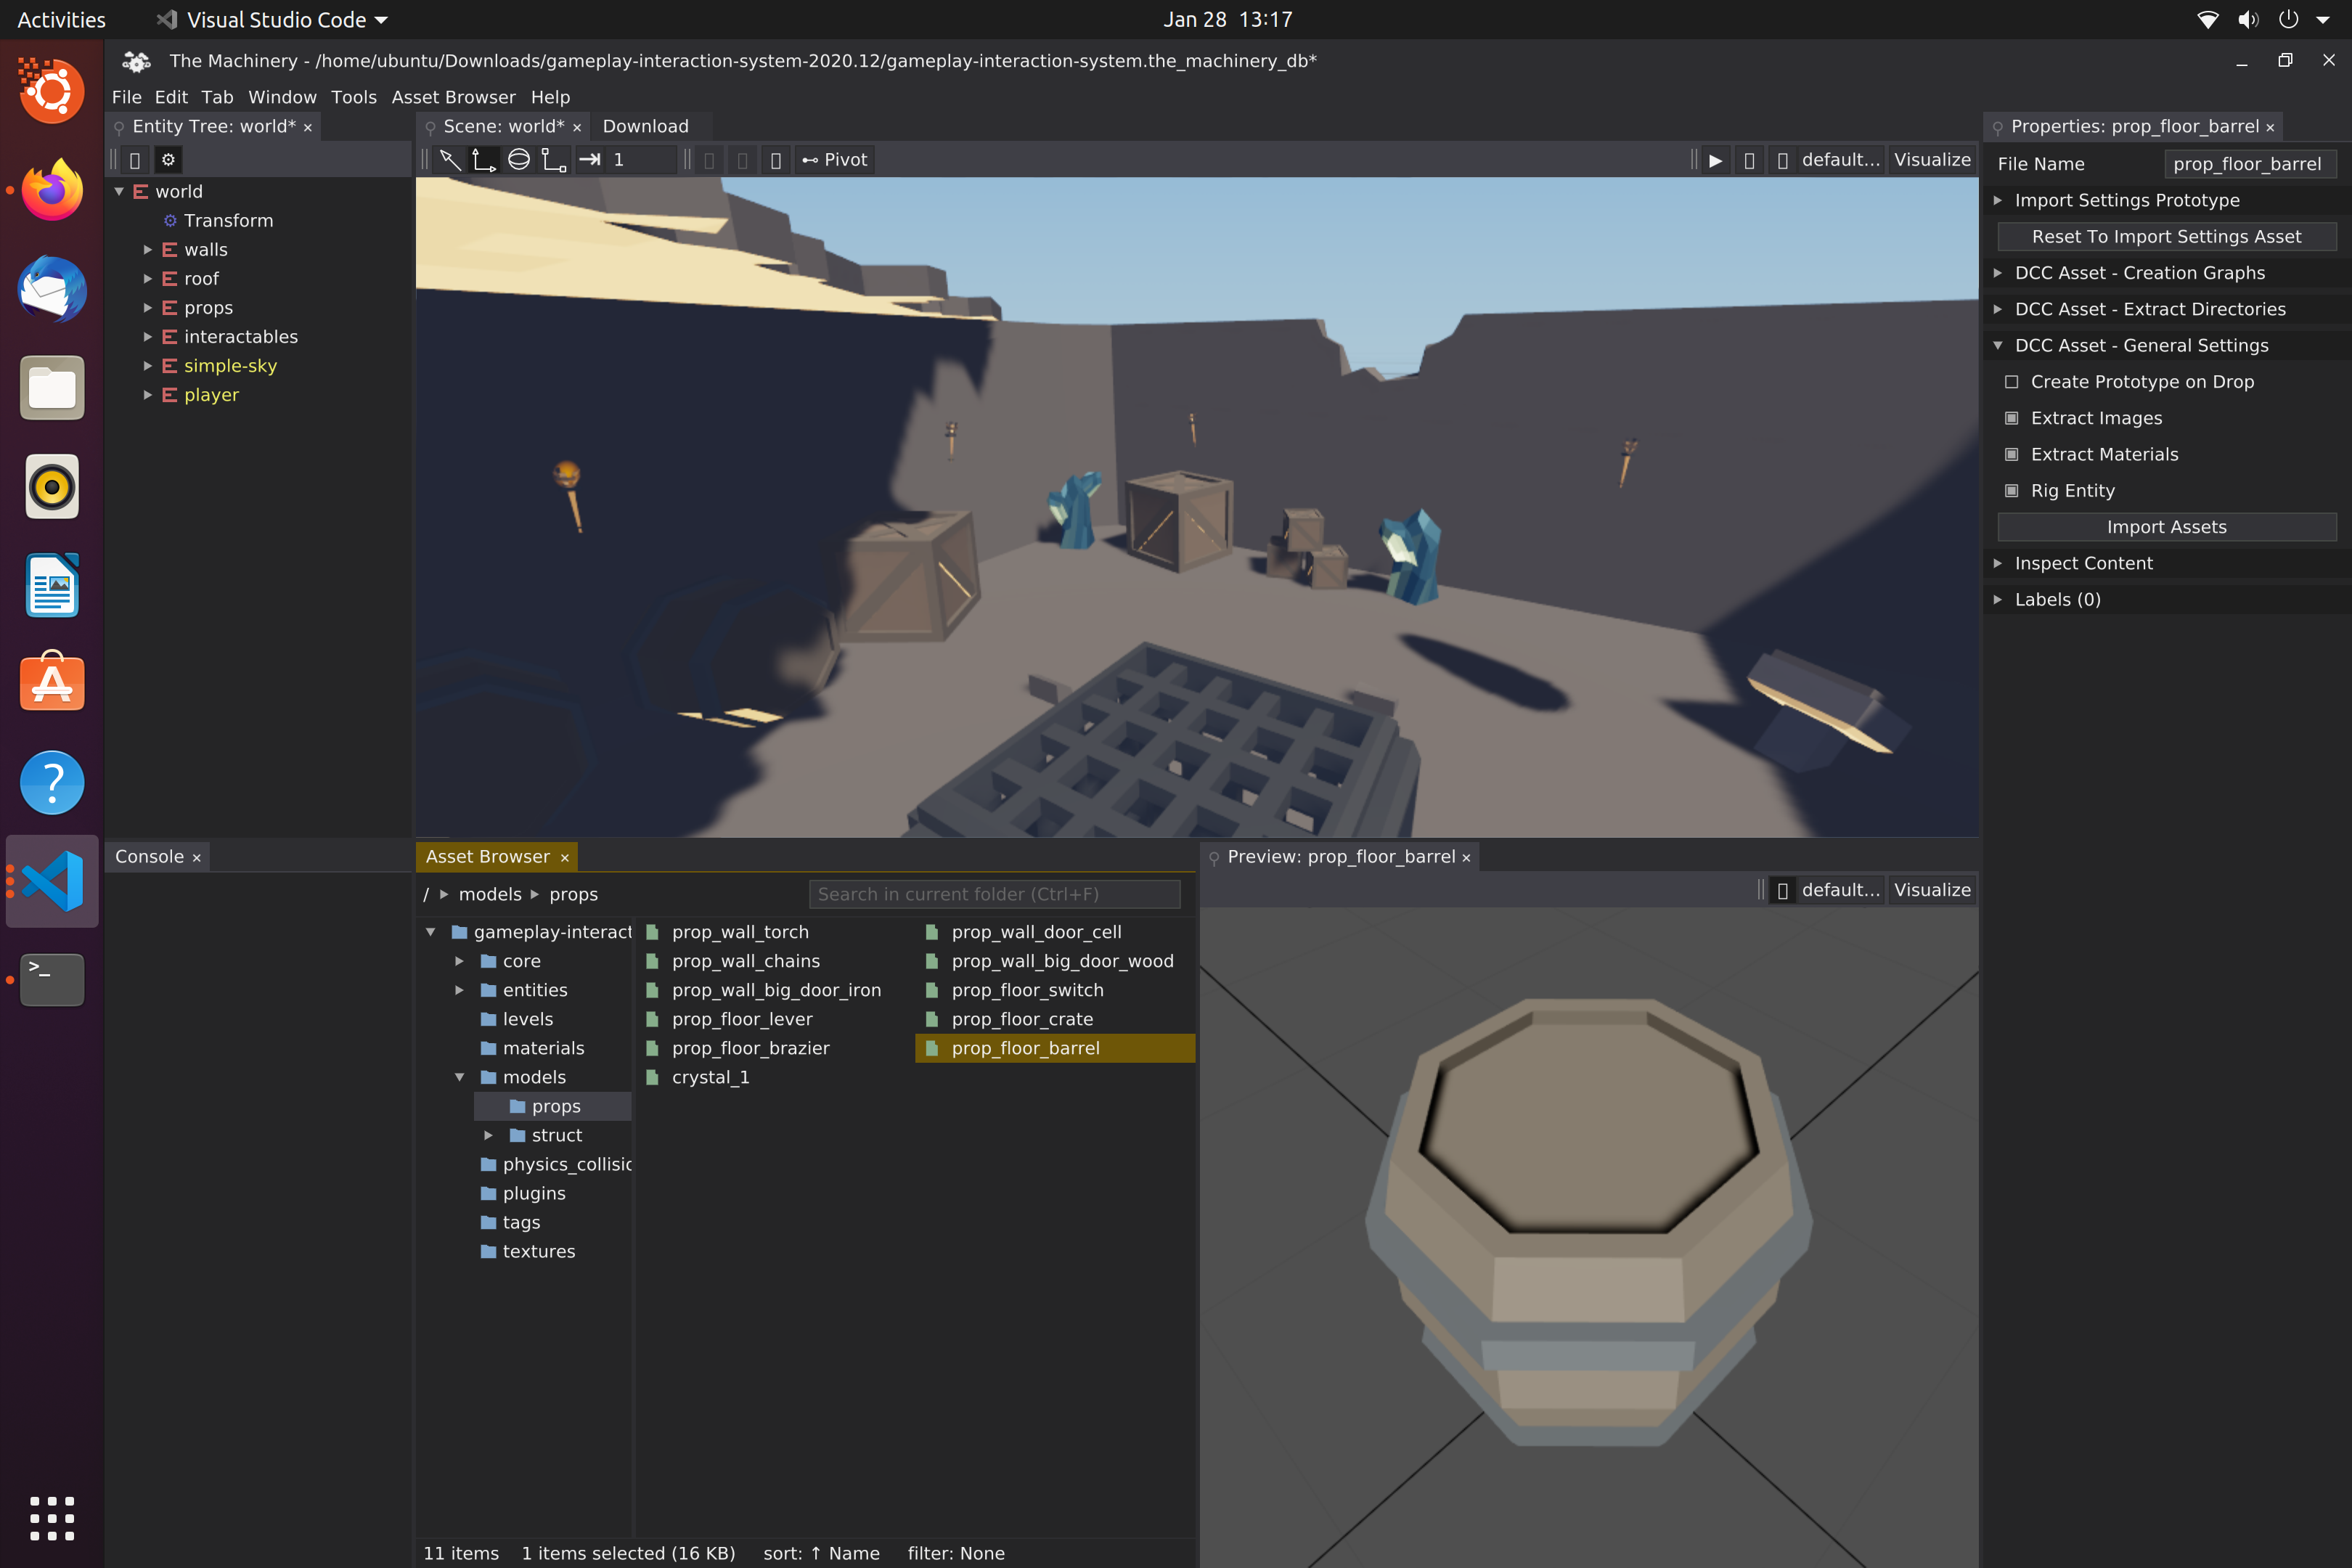 Activities
Visual Studio Code
Jan 28 13:17
The Machinery - /home/ubuntu/Downloads/gameplay-interaction-system-2020.12/gameplay-interaction-system.the_machinery_db*
File Edit Tab Window Tools Asset Browser Help
Entity Tree: world*
world
Transform
walls
roof
props
interactables
simple-sky
player
Scene: world*
Download
1
Pivot
default...
Visualize
Properties: prop_floor_barrel
File Name
prop_floor_barrel
Import Settings Prototype
Reset To Import Settings Asset
DCC Asset - Creation Graphs
DCC Asset - Extract Directories
DCC Asset - General Settings
Create Prototype on Drop
Extract Images
Extract Materials
Rig Entity
Import Assets
Inspect Content
Labels (0)
Console
Asset Browser
/ models props
Search in current folder (Ctrl+F)
gameplay-interact
core
entities
levels
materials
models
props
struct
physics_collisic
plugins
tags
textures
prop_wall_torch
prop_wall_chains
prop_wall_big_door_iron
prop_floor_lever
prop_floor_brazier
crystal_1
prop_wall_door_cell
prop_wall_big_door_wood
prop_floor_switch
prop_floor_crate
prop_floor_barrel
11 items 1 items selected (16 KB) sort: ↑ Name filter: None
Preview: prop_floor_barrel
default...
Visualize